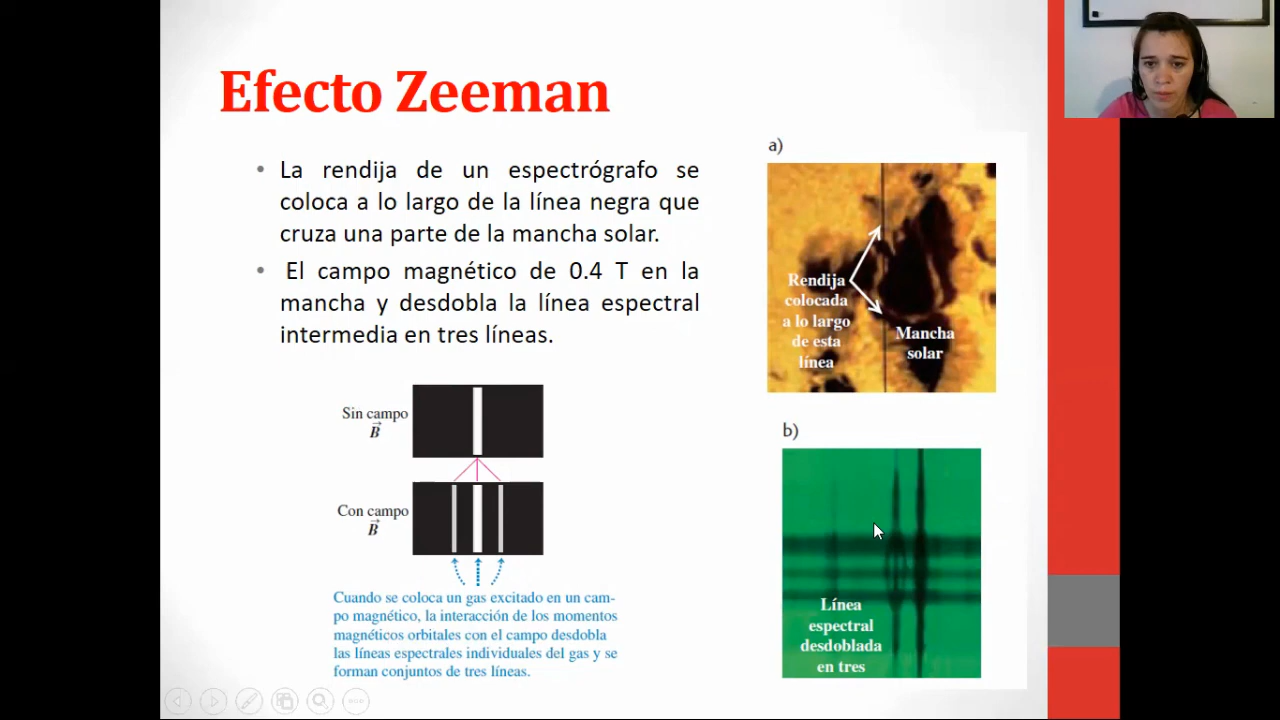 Efecto Zeeman
• La rendija de un espectrógrafo se
coloca a lo largo de la línea negra que
cruza una parte de la mancha solar.
• El campo magnético de 0.4 T en la
mancha y desdobla la línea espectral
intermedia en tres líneas.
Sin campo
B
Con campo
B
Cuando se coloca un gas excitado en un cam-
po magnético, la interacción de los momentos
magnéticos orbitales con el campo desdobla
las líneas espectrales individuales del gas y se
forman conjuntos de tres líneas.
a)
Rendija
colocada
a lo largo
de esta
línea
Mancha
solar
b)
Línea
espectral
desdoblada
en tres